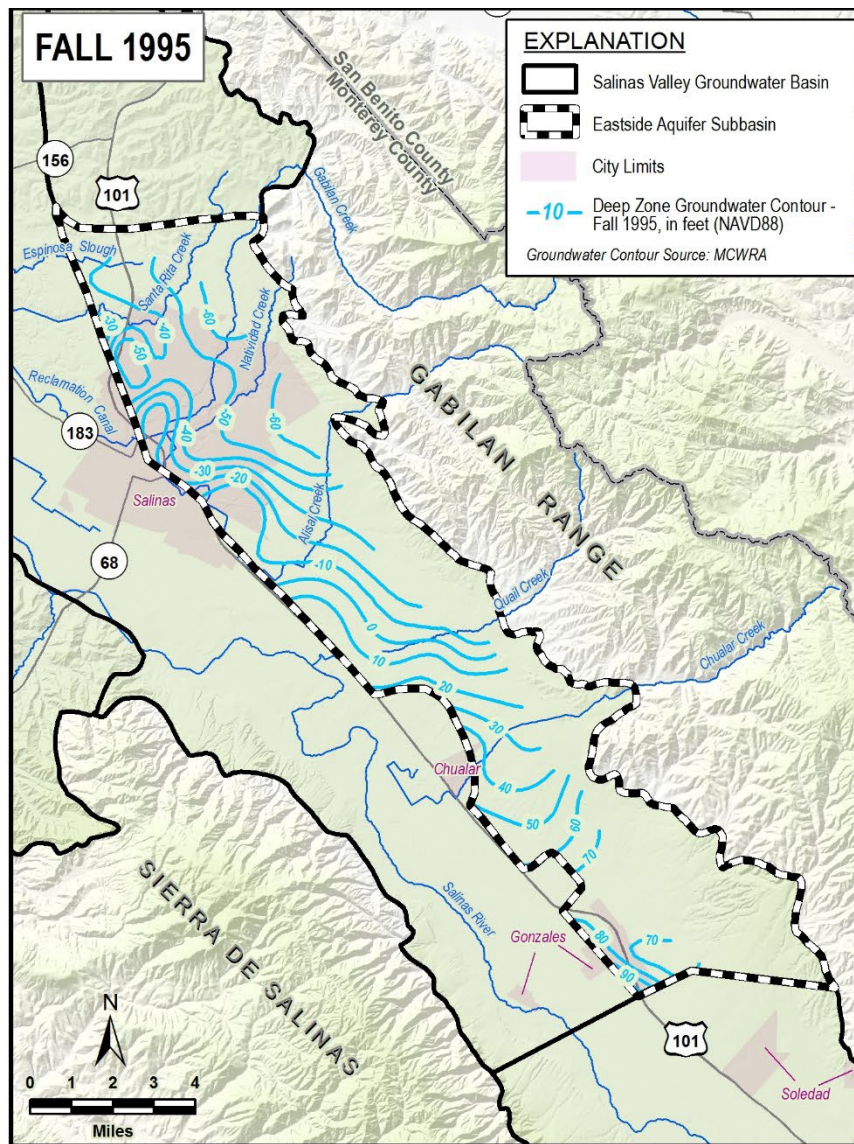 FALL 1995
EXPLANATION
Salinas Valley Groundwater Basin
Eastside Aquifer Subbasin
City Limits
-10
Deep Zone Groundwater Contour -
Fall 1995, in feet (NAVD88)
Groundwater Contour Source: MCWRA
San Benito County
Monterey County
156
101
Gabilan Creek
Espinosa Slough
Santa Rita Creek
Natividad Creek
-30
-40
-50
-60
Reclamation Canal
183
GABILAN RANGE
-40
-50
-60
-30
-20
Salinas
Alisal Creek
68
-10
Quail Creek
0
10
Chualar Creek
20
30
Chualar
40
50
60
70
SIERRA DE SALINAS
Salinas River
Gonzales
80
70
90
N
101
Soledad
0 1 2 3 4
Miles